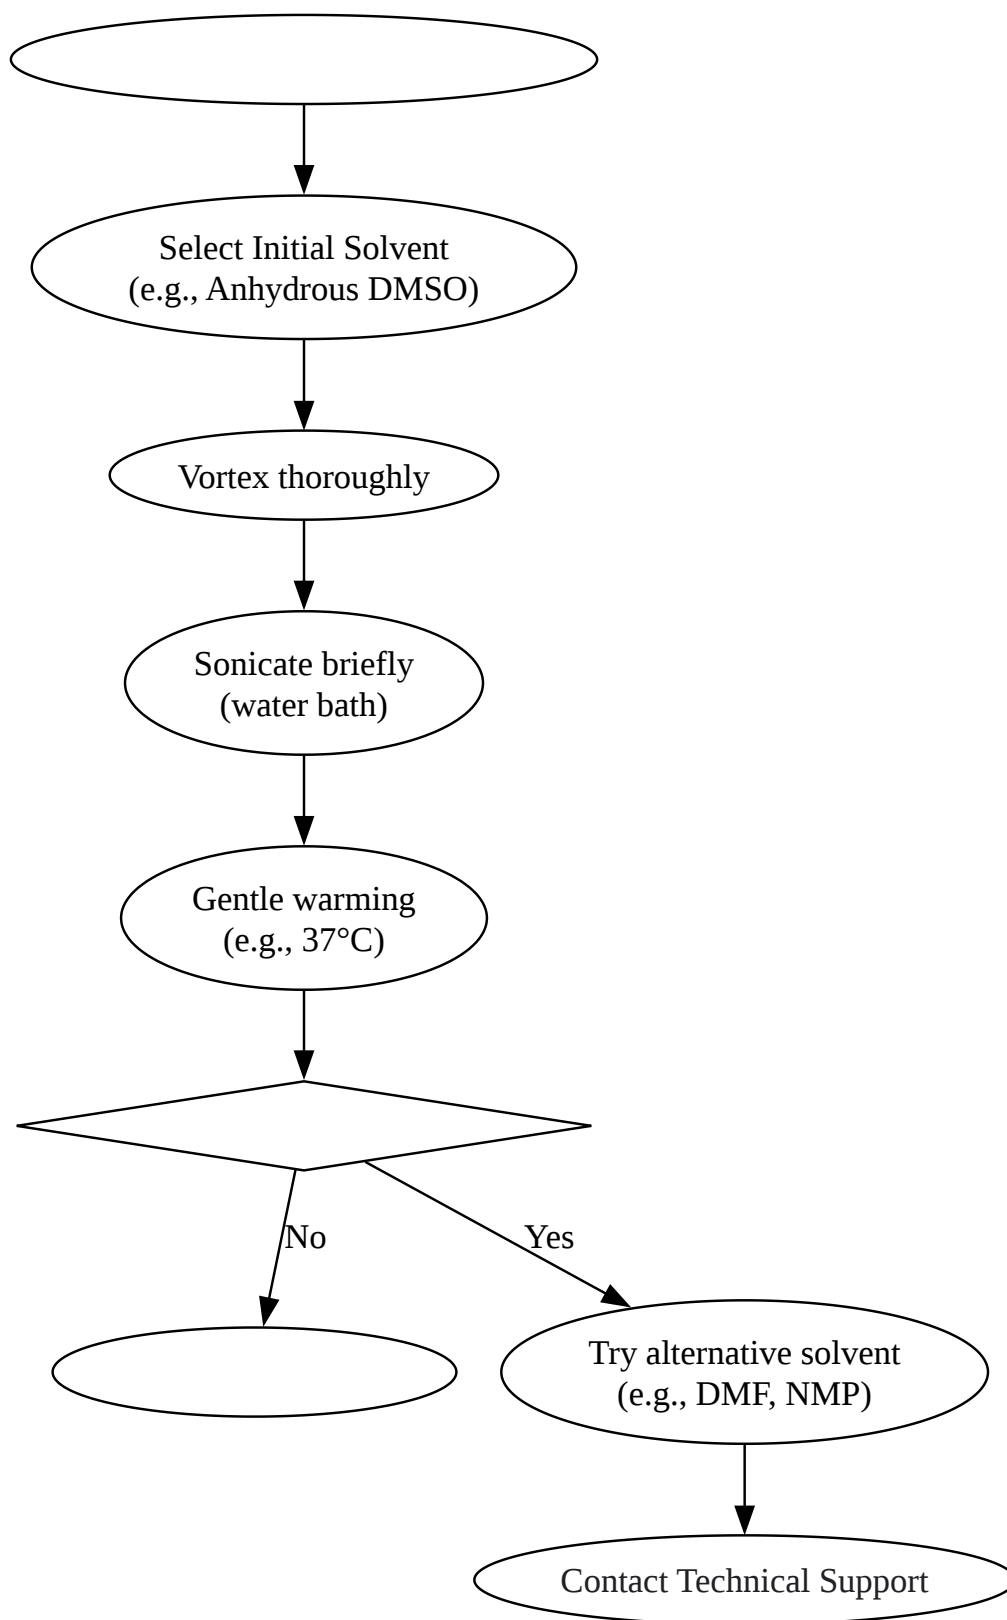 Select Initial Solvent
(e.g., Anhydrous DMSO)
Vortex thoroughly
Sonicate briefly
(water bath)
Gentle warming
(e.g., 37°C)
No
Yes
Try alternative solvent
(e.g., DMF, NMP)
Contact Technical Support